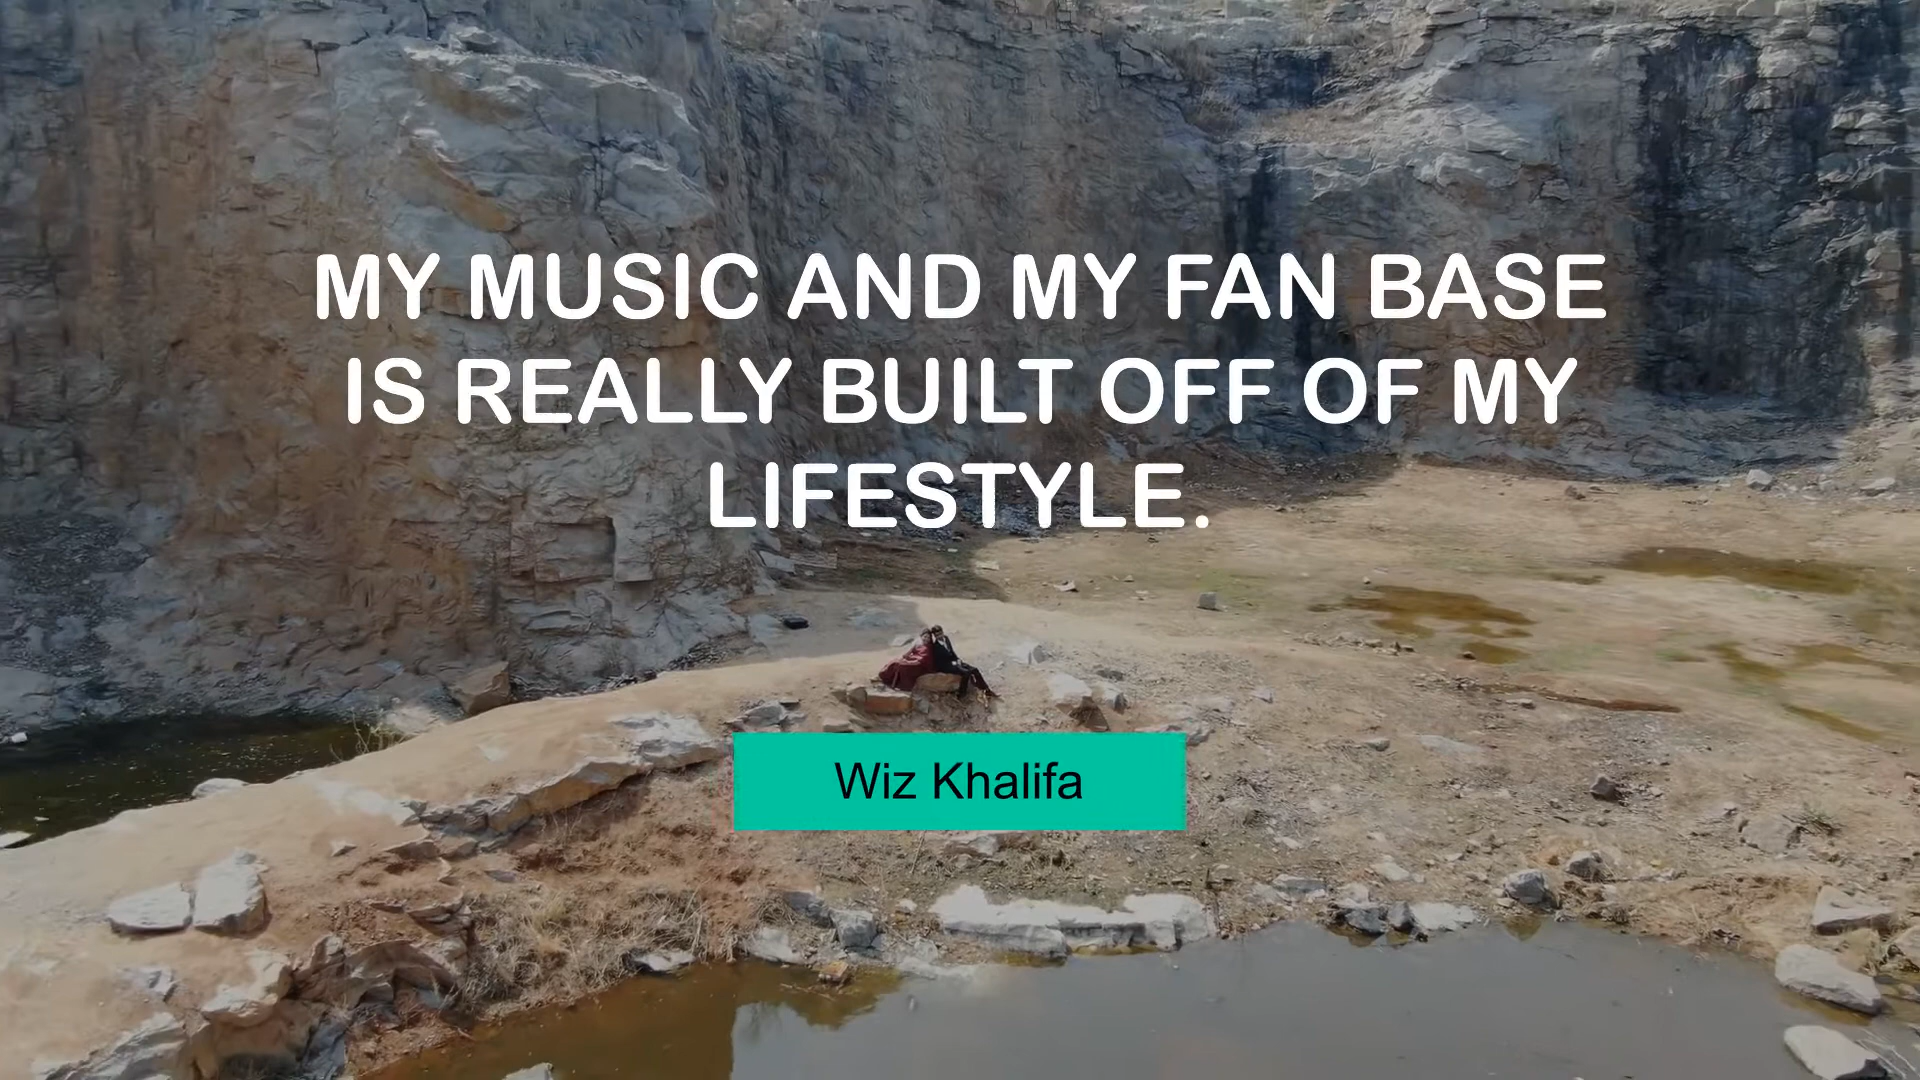 MY MUSIC AND MY FAN BASE
IS REALLY BUILT OFF OF MY
LIFESTYLE.
Wiz Khalifa